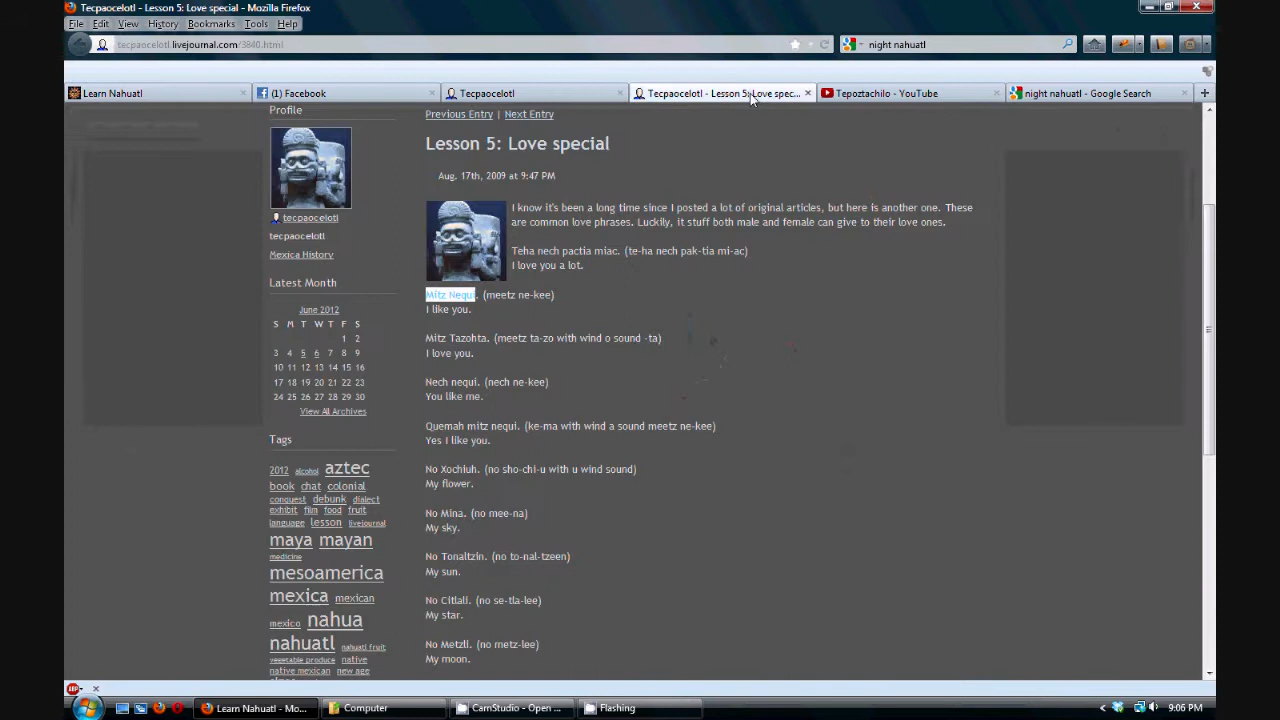 Tecpaocelotl - Lesson 5: Love special - Mozilla Firefox
File Edit View History Bookmarks Tools Help
tecpaocelotl.livejournal.com/3840.html
night nahuatl
Learn Nahuatl
(1) Facebook
Tecpaocelotl
Tecpaocelotl - Lesson 5: Love spec...
Tepoztachilo - YouTube
night nahuatl - Google Search
Profile
tecpaocelotl
tecpaocelotl
Mexica History
Latest Month
June 2012
S M T W T F S
1 2
3 4 5 6 7 8 9
10 11 12 13 14 15 16
17 18 19 20 21 22 23
24 25 26 27 28 29 30
View All Archives
Tags
2012 alcohol aztec
book chat colonial
conquest debunk dialect
exhibit film food fruit
language lesson livejournal
maya mayan
medicine
mesoamerica
mexica mexican
mexico nahua
nahuatl nahuatl fruit
vegetable produce native
native mexican new age
Previous Entry | Next Entry
Lesson 5: Love special
Aug. 17th, 2009 at 9:47 PM
I know it's been a long time since I posted a lot of original articles, but here is another one. These
are common love phrases. Luckily, it stuff both male and female can give to their love ones.
Teha nech pactia miac. (te-ha nech pak-tia mi-ac)
I love you a lot.
Mitz Nequi. (meetz ne-kee)
I like you.
Mitz Tazohta. (meetz ta-zo with wind o sound -ta)
I love you.
Nech nequi. (nech ne-kee)
You like me.
Quemah mitz nequi. (ke-ma with wind a sound meetz ne-kee)
Yes I like you.
No Xochiuh. (no sho-chi-u with u wind sound)
My flower.
No Mina. (no mee-na)
My sky.
No Tonaltzin. (no to-nal-tzeen)
My sun.
No Citlali. (no se-tla-lee)
My star.
No Metzli. (no metz-lee)
My moon.
ABP
Learn Nahuatl - Mo...
Computer
CamStudio - Open ...
Flashing
9:06 PM